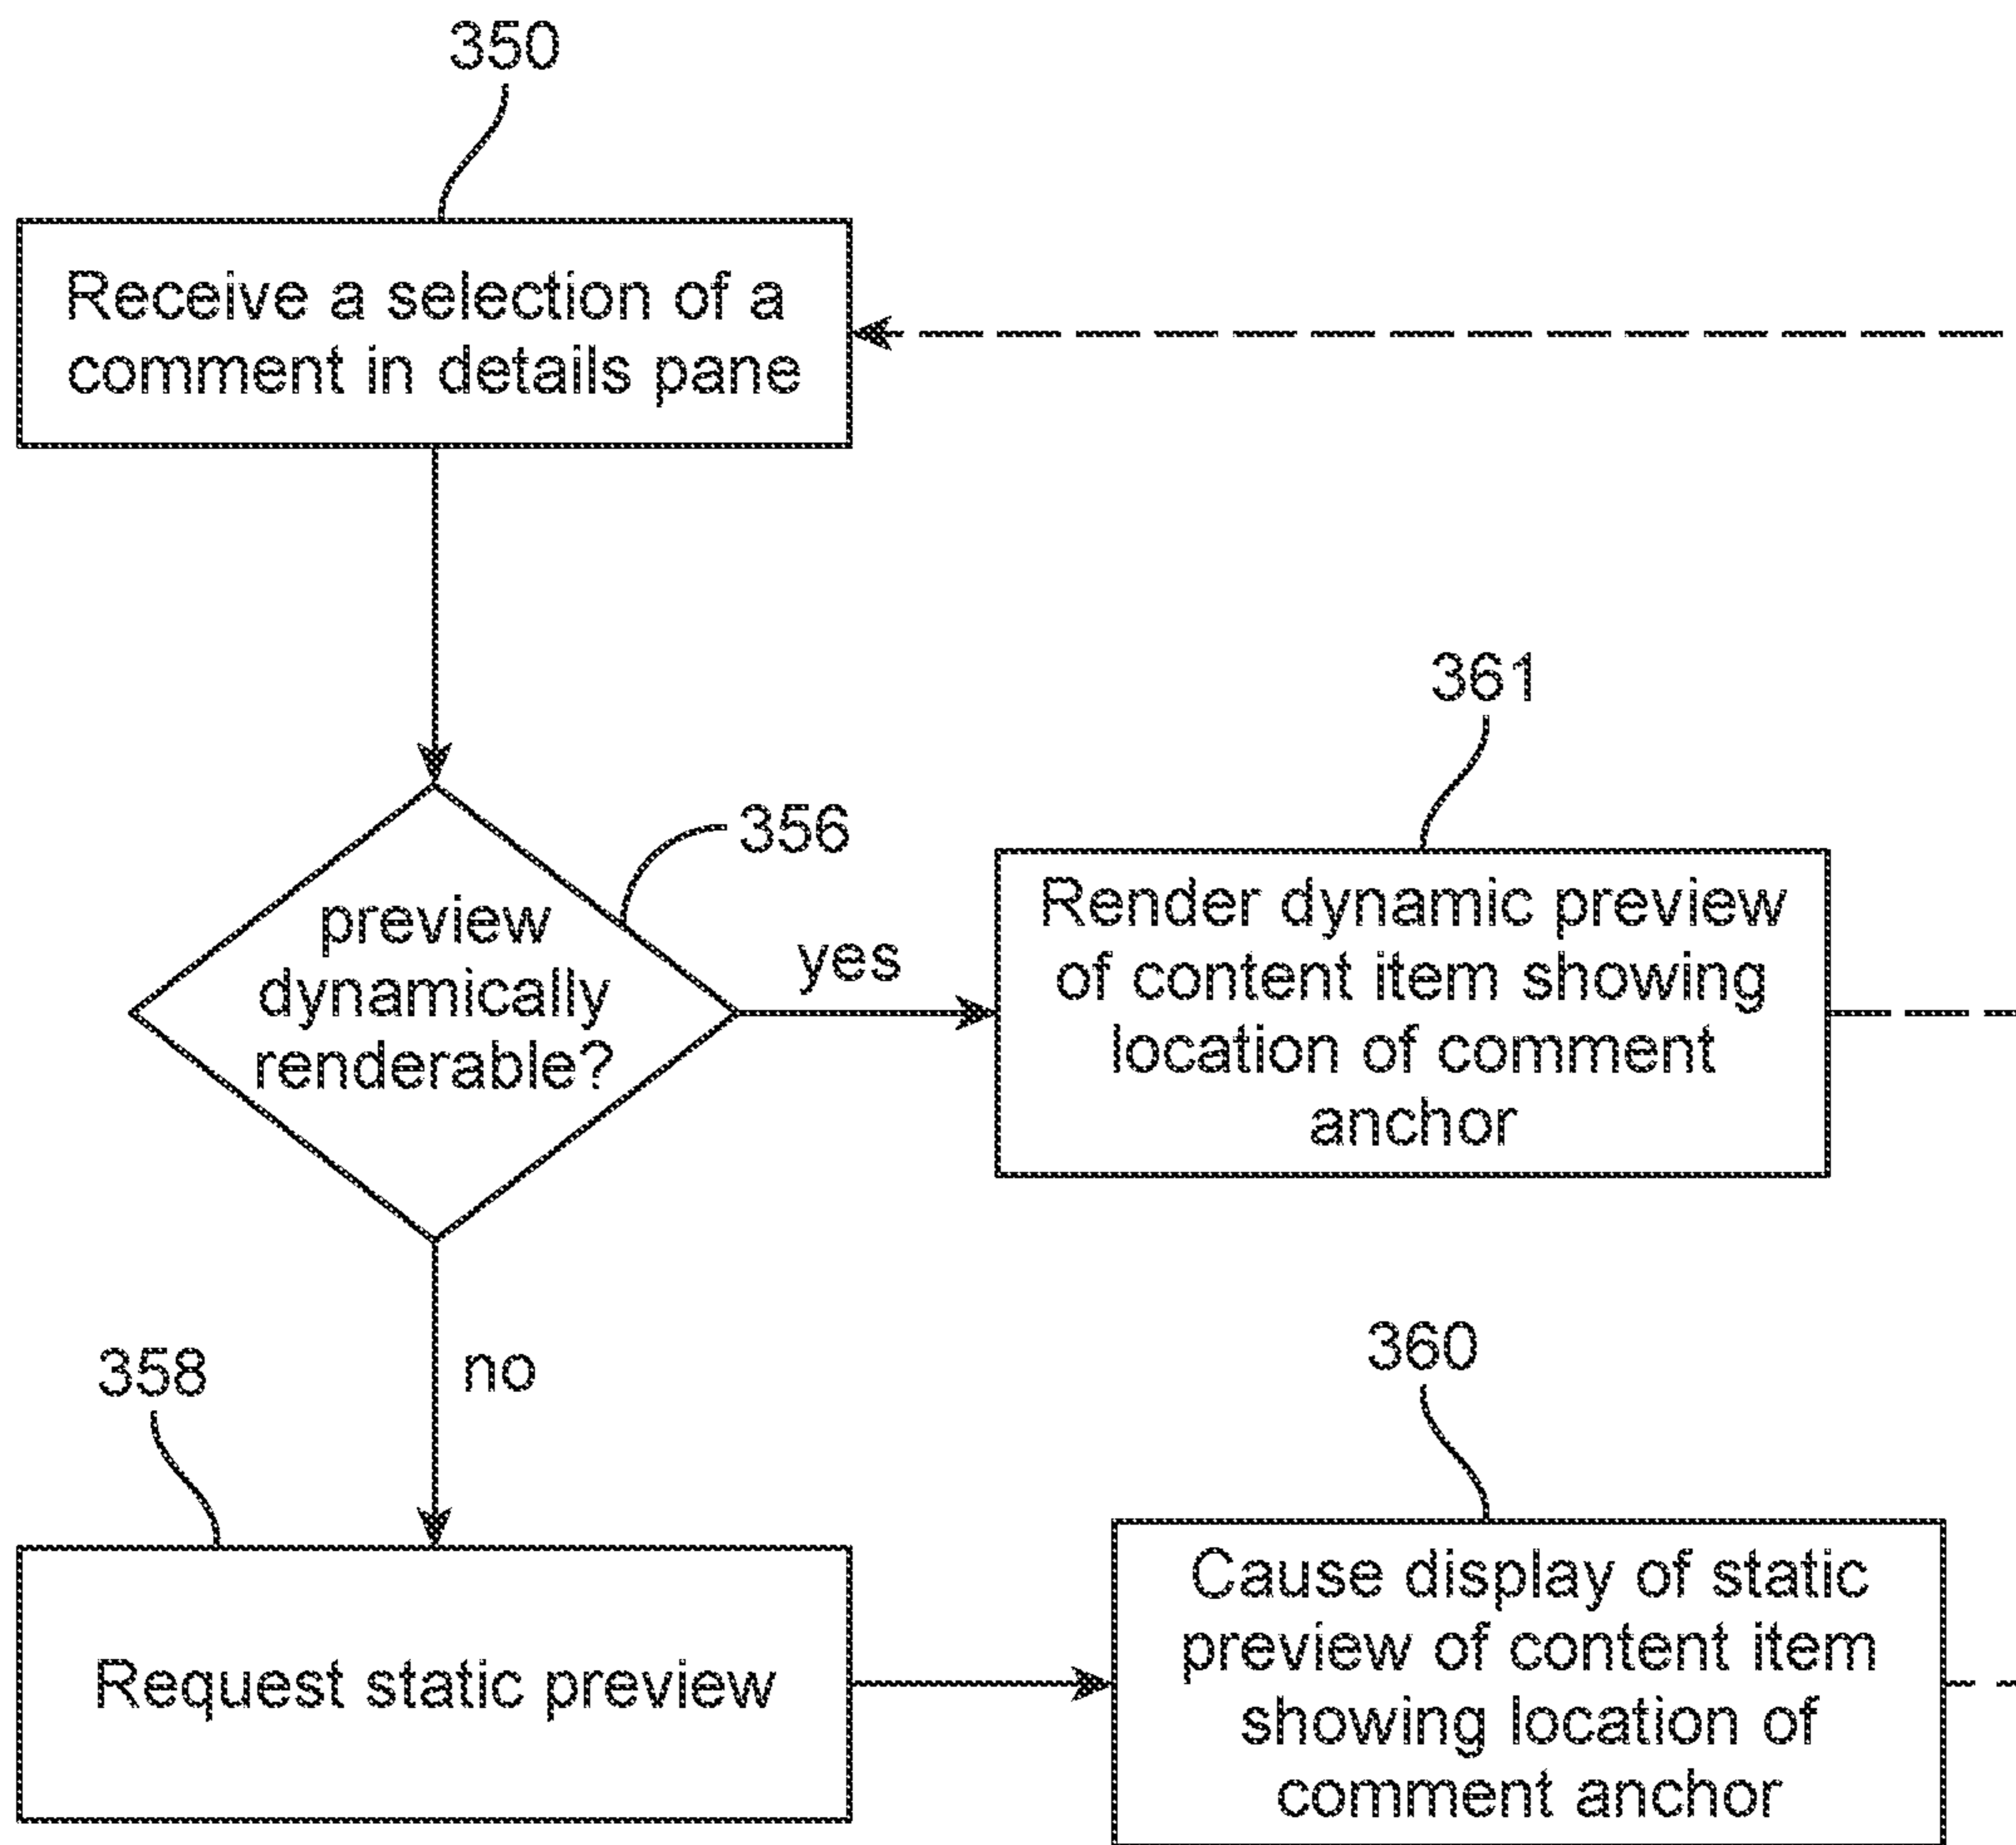 350
Receive a selection of a
comment in details pane
356
preview
dynamically
renderable?
yes
361
Render dynamic preview
of content item showing
location of comment
anchor
no
358
Request static preview
360
Cause display of static
preview of content item
showing location of
comment anchor